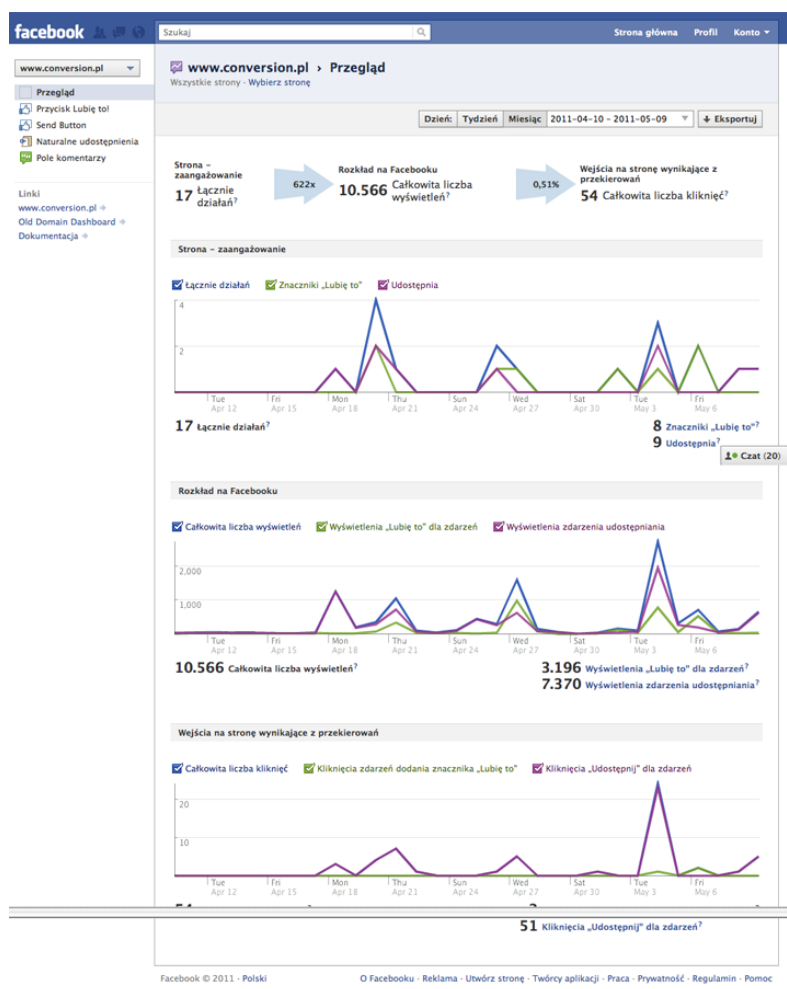 facebook
Szukaj
Strona główna Profil Konto
www.conversion.pl
Przegląd
Przycisk Lubię to!
Send Button
Naturalne udostępnienia
Pole komentarzy
Linki
www.conversion.pl
Old Domain Dashboard
Dokumentacja
www.conversion.pl › Przegląd
Wszystkie strony · Wybierz stronę
Dzień: Tydzień Miesiąc 2011-04-10 - 2011-05-09 Eksportuj
Strona –
zaangażowanie
17 Łącznie
działań?
622x
Rozkład na Facebooku
10.566 Całkowita liczba
wyświetleń?
0,51%
Wejścia na stronę wynikające z
przekierowań
54 Całkowita liczba kliknięć?
Strona – zaangażowanie
Łącznie działań Znaczniki „Lubię to" Udostępnia
4
2
Tue Fri Mon Thu Sun Wed Sat Tue Fri
Apr 12 Apr 15 Apr 18 Apr 21 Apr 24 Apr 27 Apr 30 May 3 May 6
17 Łącznie działań? 8 Znaczniki „Lubię to"?
9 Udostępnia?
Czat (20)
Rozkład na Facebooku
Całkowita liczba wyświetleń Wyświetlenia „Lubię to" dla zdarzeń Wyświetlenia zdarzenia udostępniania
2,000
1,000
Tue Fri Mon Thu Sun Wed Sat Tue Fri
Apr 12 Apr 15 Apr 18 Apr 21 Apr 24 Apr 27 Apr 30 May 3 May 6
10.566 Całkowita liczba wyświetleń? 3.196 Wyświetlenia „Lubię to" dla zdarzeń?
7.370 Wyświetlenia zdarzenia udostępniania?
Wejścia na stronę wynikające z przekierowań
Całkowita liczba kliknięć Kliknięcia zdarzeń dodania znacznika „Lubię to" Kliknięcia „Udostępnij" dla zdarzeń
20
10
Tue Fri Mon Thu Sun Wed Sat Tue Fri
Apr 12 Apr 15 Apr 18 Apr 21 Apr 24 Apr 27 Apr 30 May 3 May 6
51 Kliknięcia „Udostępnij" dla zdarzeń?
Facebook © 2011 · Polski
O Facebooku · Reklama · Utwórz stronę · Twórcy aplikacji · Praca · Prywatność · Regulamin · Pomoc